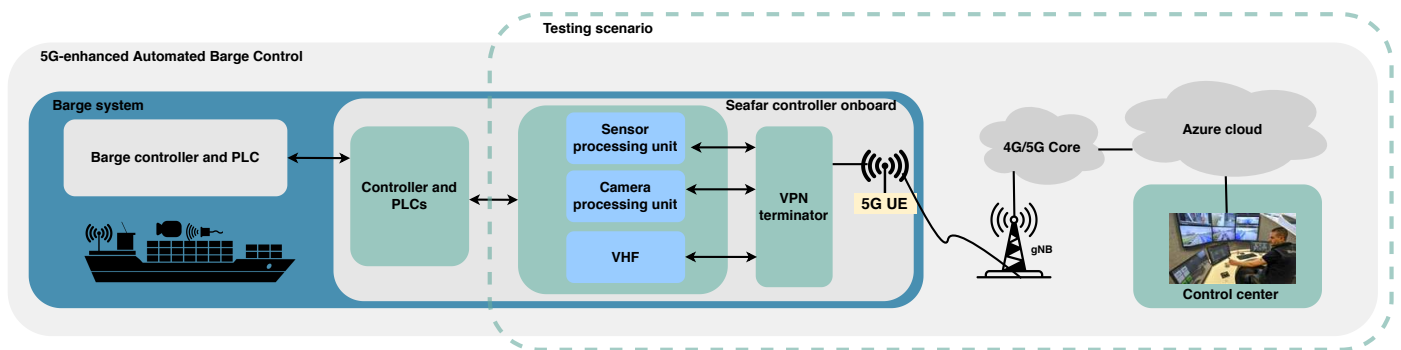 Testing scenario
5G-enhanced Automated Barge Control
Barge system
Seafar controller onboard
Barge controller and PLC
Controller and
PLCs
Sensor
processing unit
Camera
processing unit
VHF
VPN
terminator
5G UE
gNB
4G/5G Core
Azure cloud
Control center